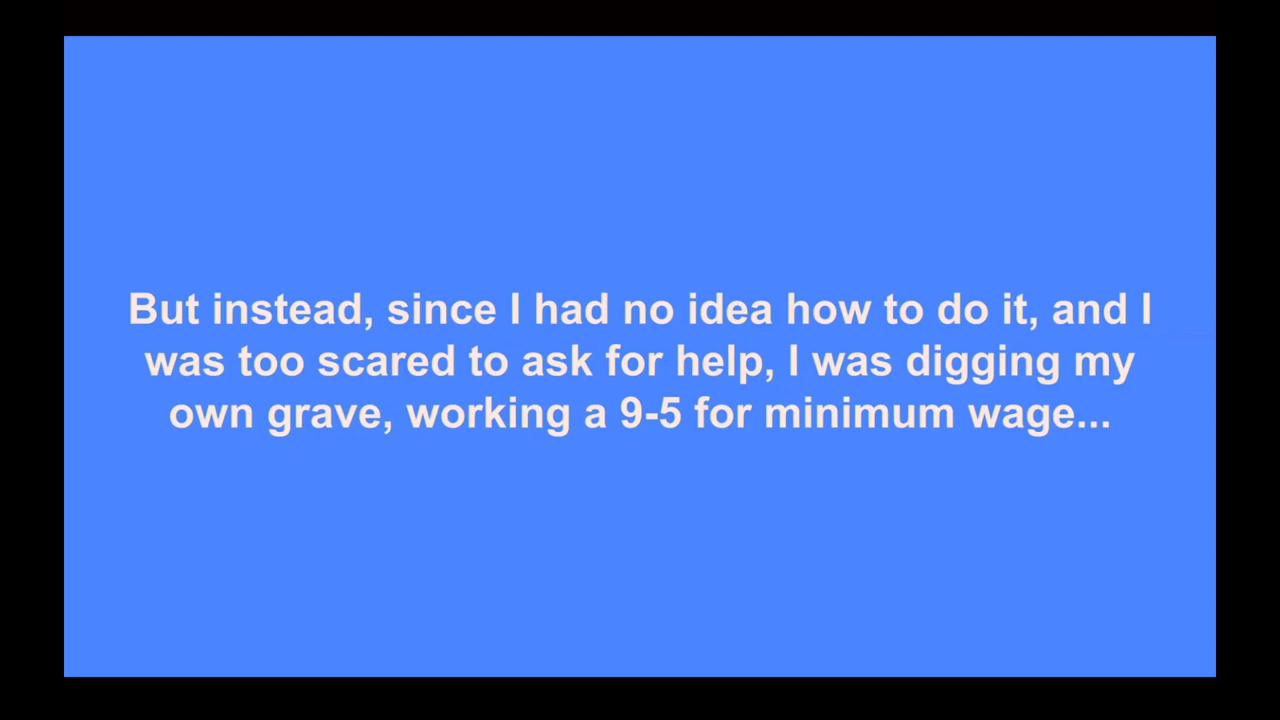 But instead, since I had no idea how to do it, and I
was too scared to ask for help, I was digging my
own grave, working a 9-5 for minimum wage...